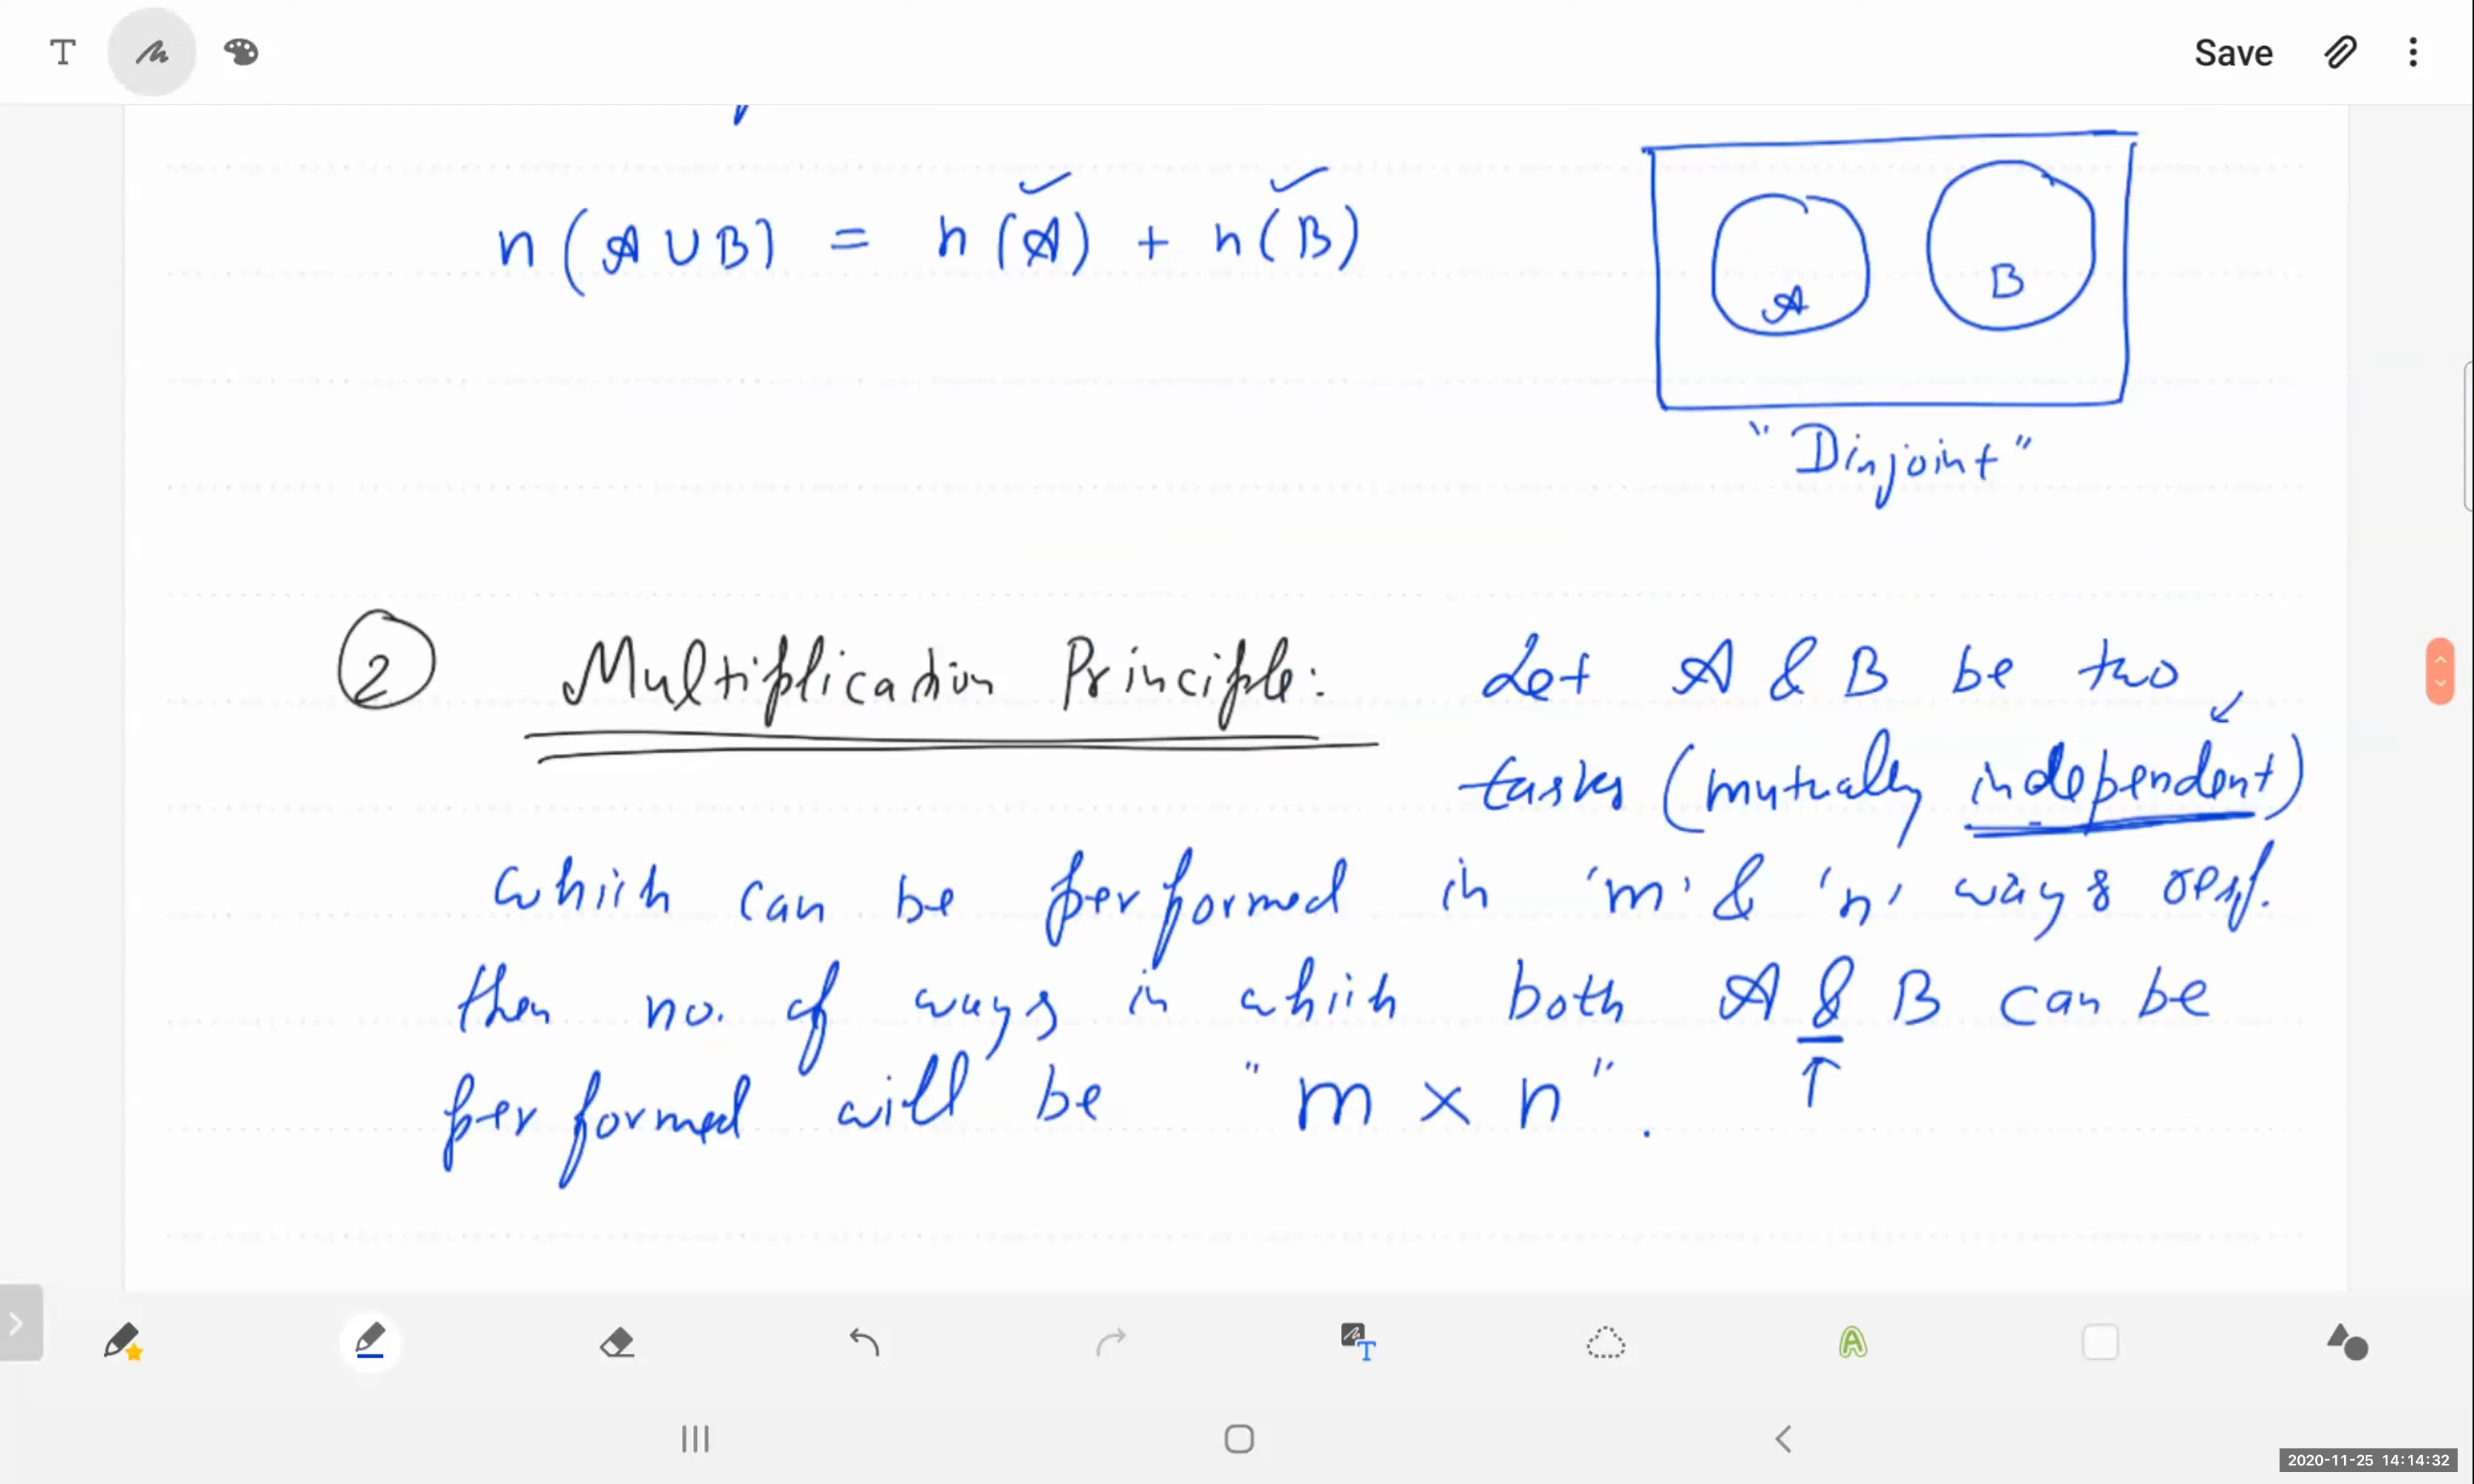 T
Save
n(A∪B) = n(A) + n(B)
A
B
"Disjoint"
2 Multiplication Principle: Let A & B be two
tasks (mutually independent)
which can be performed in 'm' & 'n' ways resp.
then no. of ways in which both A & B can be
performed will be "m × n".
T
A
2020-11-25 14:14:32